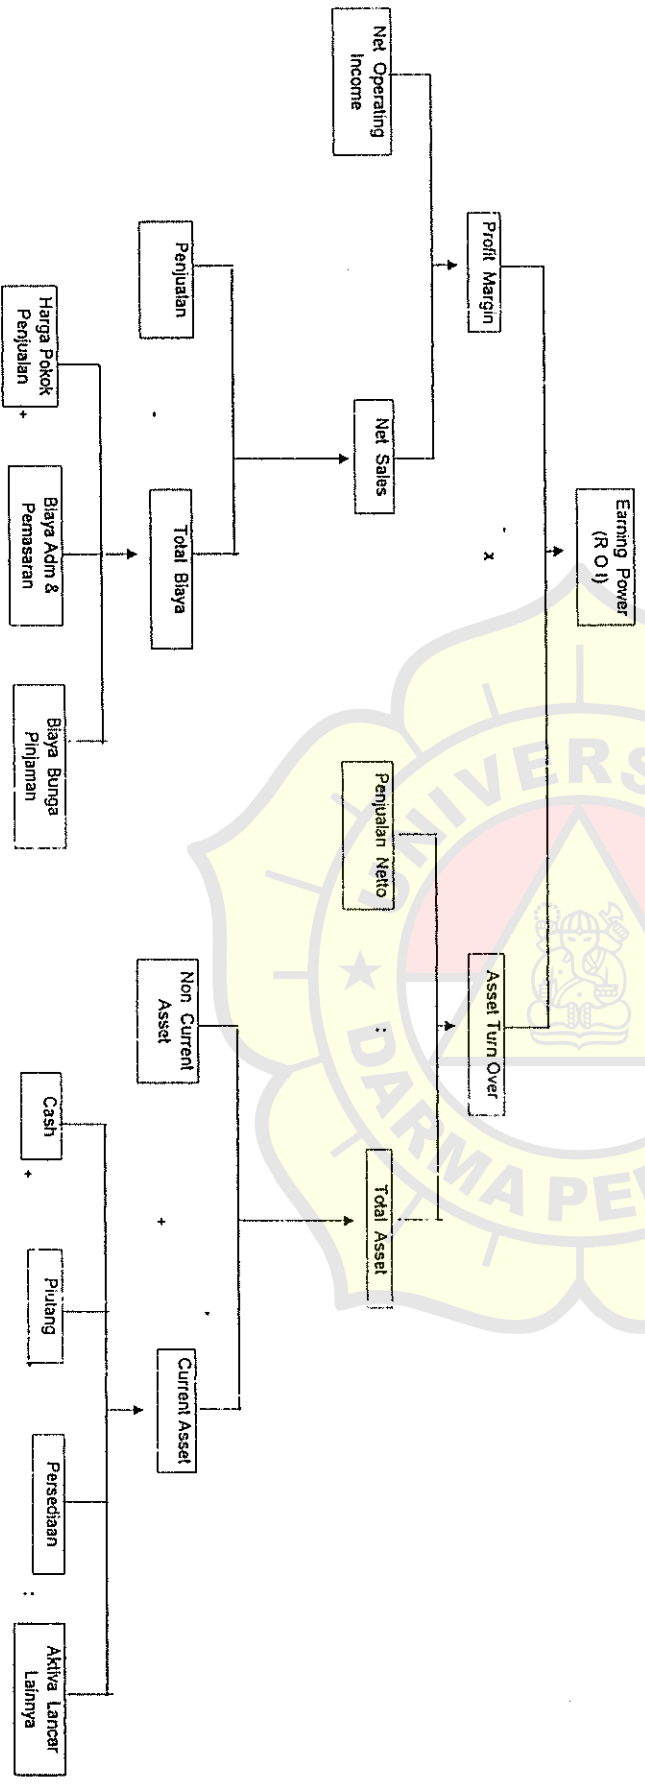 Earning Power
(R O I)
x
Profit Margin
Asset Turn Over
Net Operating
Income
Net Sales
Penjualan Netto
:
Total Asset
Penjualan
-
Total Biaya
Non Current
Asset
+
Current Asset
Harga Pokok
Penjualan
+
Biaya Adm &
Pemasaran
Biaya Bunga
Pinjaman
Cash
+
Piutang
Persediaan
:
Aktiva Lancar
Lainnya
UNIVERS
DARMA PE